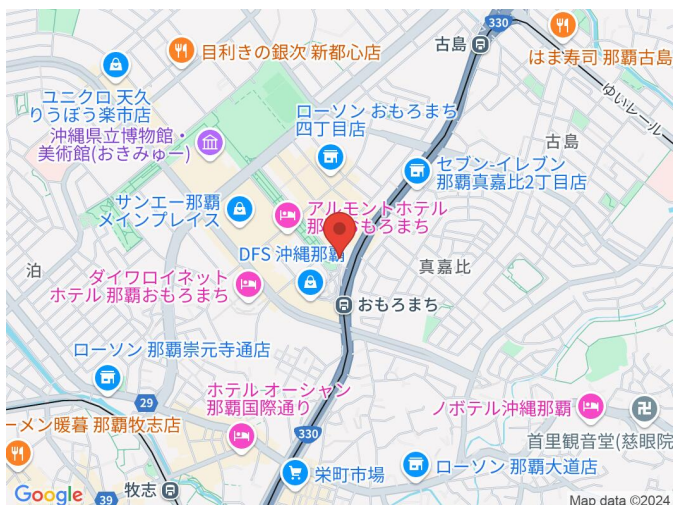 330
古島
はま寿司 那覇古島
目利きの銀次 新都心店
ユニクロ 天久
りうぼう楽市店
ゆいレール
ローソン おもろまち
四丁目店
古島
沖縄県立博物館・
美術館(おきみゅー)
セブン-イレブン
那覇真嘉比2丁目店
サンエー那覇
メインプレイス
アルモントホテル
那覇おもろまち
DFS 沖縄那覇
真嘉比
泊
ダイワロイネット
ホテル 那覇おもろまち
おもろまち
ローソン 那覇崇元寺通店
29
ホテル オーシャン
那覇国際通り
ノボテル沖縄那覇
ーメン暖暮 那覇牧志店
330
首里観音堂(慈眼院
栄町市場
ローソン 那覇大道店
牧志
39
Google
Map data ©2024